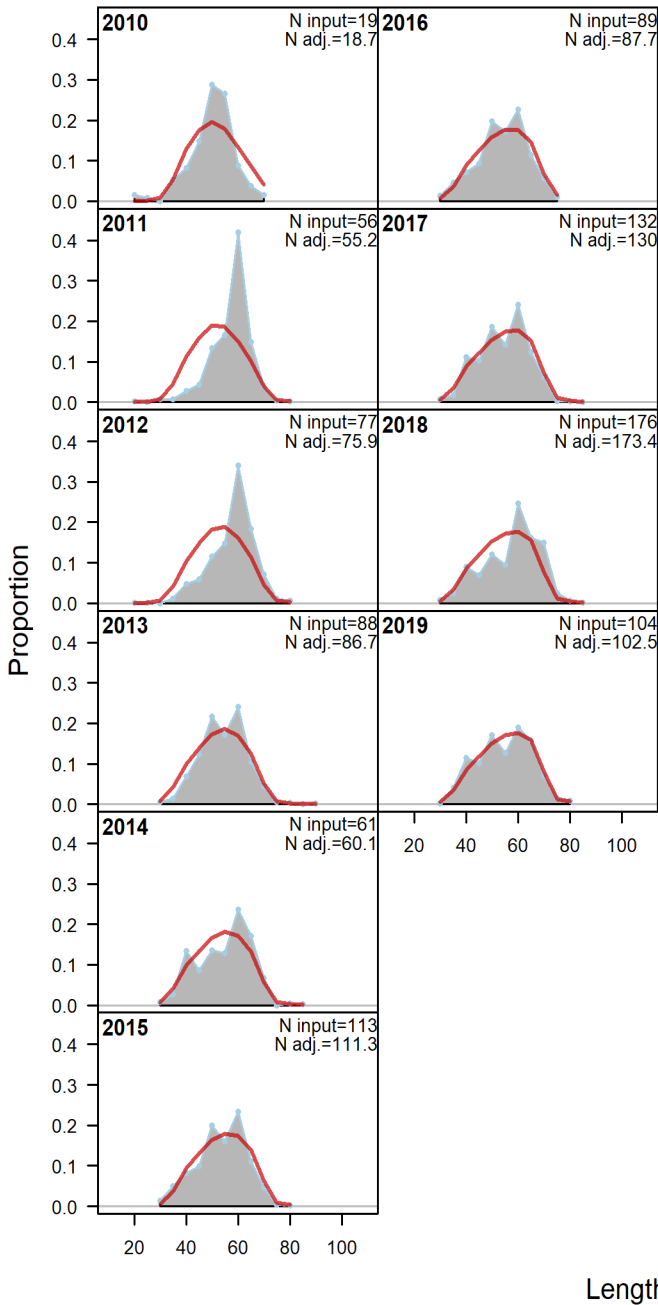 2010
N input=19
N adj.=18.7
2016
N input=89
N adj.=87.7
0.4
0.3
0.2
0.1
0.0
2011
N input=56
N adj.=55.2
2017
N input=132
N adj.=130
0.4
0.3
0.2
0.1
0.0
2012
N input=77
N adj.=75.9
2018
N input=176
N adj.=173.4
0.4
0.3
0.2
0.1
0.0
2013
N input=88
N adj.=86.7
2019
N input=104
N adj.=102.5
0.4
0.3
0.2
0.1
0.0
20 40 60 80 100
2014
N input=61
N adj.=60.1
0.4
0.3
0.2
0.1
0.0
2015
N input=113
N adj.=111.3
0.4
0.3
0.2
0.1
0.0
20 40 60 80 100
Proportion
Length